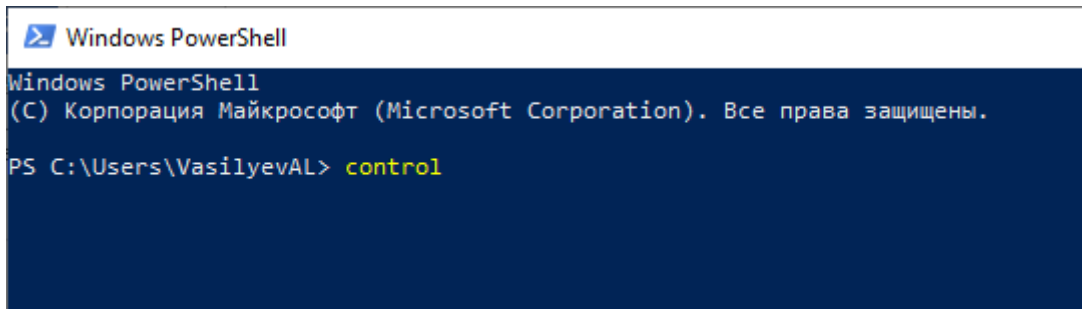 Windows PowerShell
Windows PowerShell
(C) Корпорация Майкрософт (Microsoft Corporation). Все права защищены.
PS C:\Users\VasilyevAL> control